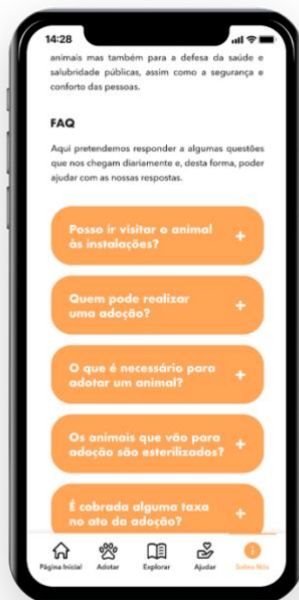 14:28
animais mas também para a defesa da saúde e
salubridade públicas, assim como a segurança e
conforto das pessoas.
FAQ
Aqui pretendemos responder a algumas questões
que nos chegam diariamente e, desta forma, poder
ajudar com as nossas respostas.
Posso ir visitar o animal
às instalações?
+
Quem pode realizar
uma adoção?
+
O que é necessário para
adotar um animal?
+
Os animais que vão para
adoção são esterilizados?
+
É cobrada alguma taxa
no ato da adoção?
+
Página Inicial Adotar Explorar Ajudar Sobre Nós